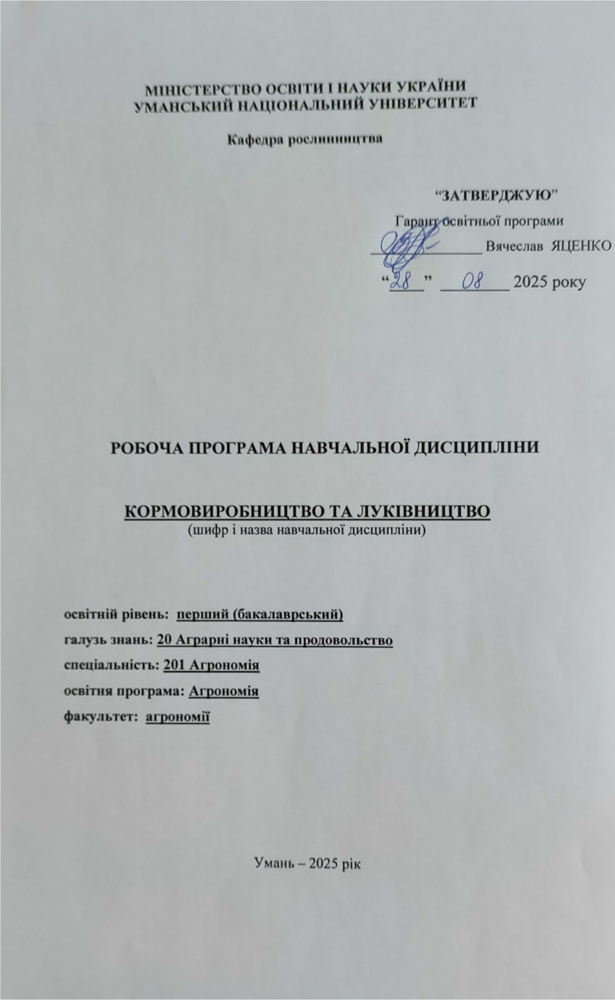 МІНІСТЕРСТВО ОСВІТИ І НАУКИ УКРАЇНИ
УМАНСЬКИЙ НАЦІОНАЛЬНИЙ УНІВЕРСИТЕТ
Кафедра рослинництва
“ЗАТВЕРДЖУЮ”
Гарант освітньої програми
Вячеслав ЯЦЕНКО
“28” 08 2025 року
РОБОЧА ПРОГРАМА НАВЧАЛЬНОЇ ДИСЦИПЛІНИ
КОРМОВИРОБНИЦТВО ТА ЛУКІВНИЦТВО
(шифр і назва навчальної дисципліни)
освітній рівень: перший (бакалаврський)
галузь знань: 20 Аграрні науки та продовольство
спеціальність: 201 Агрономія
освітня програма: Агрономія
факультет: агрономії
Умань – 2025 рік